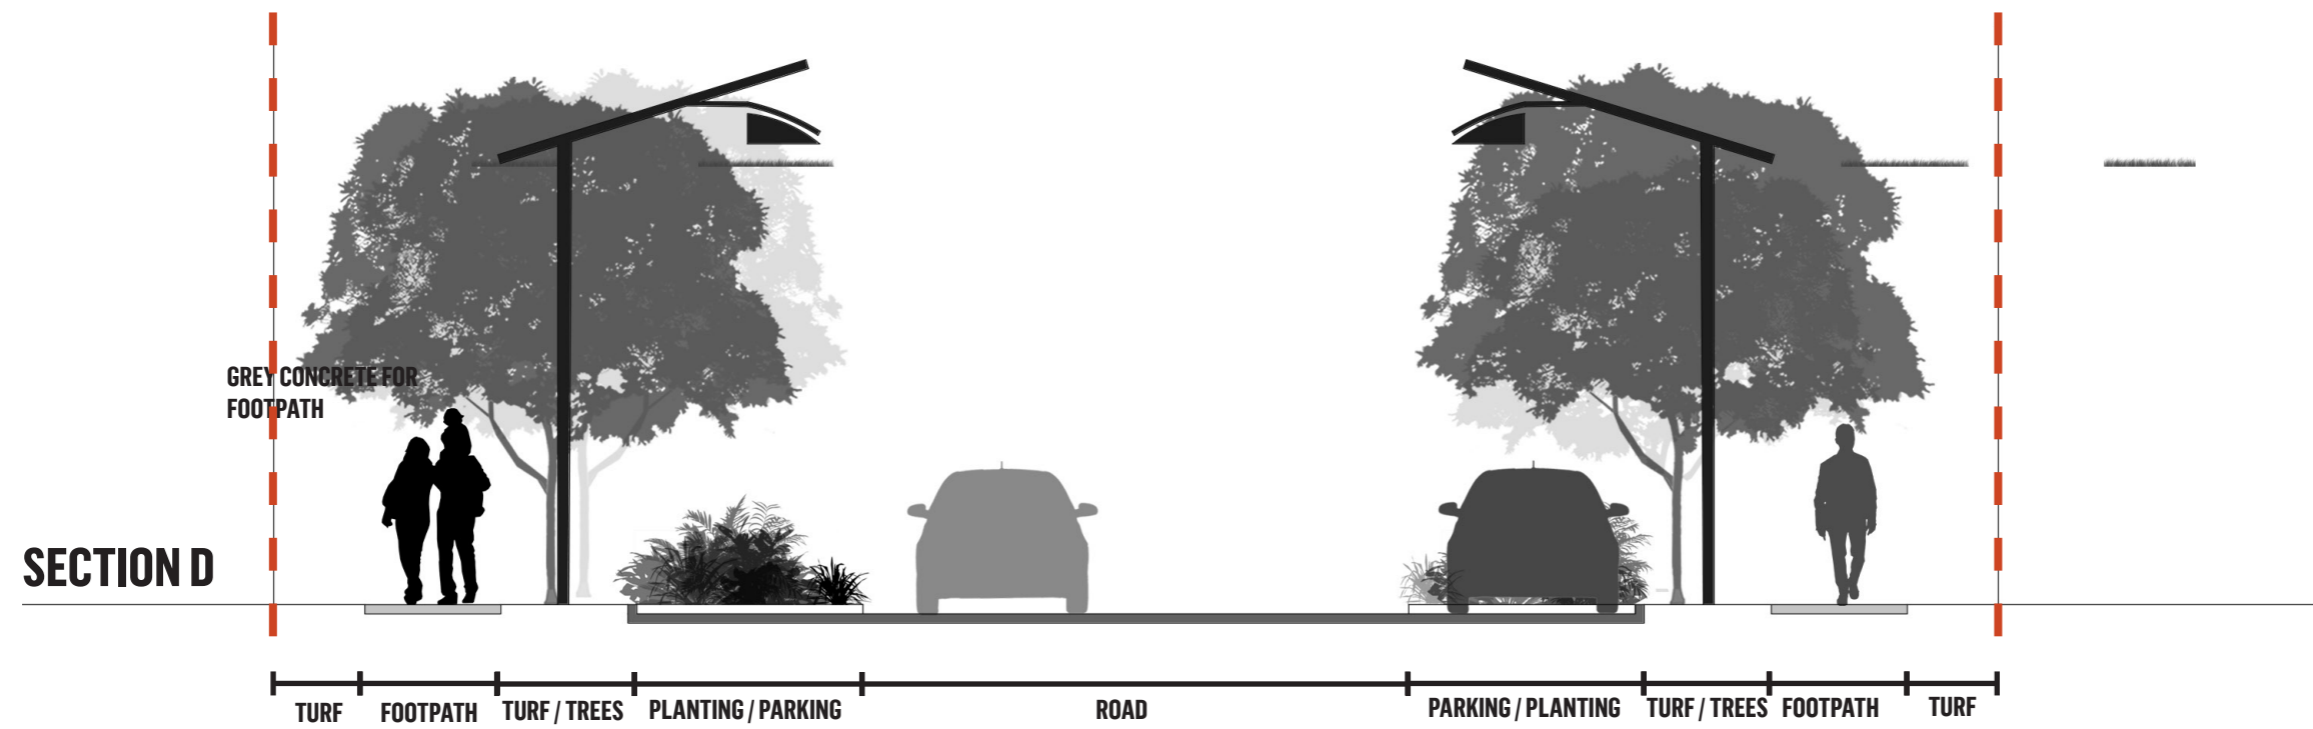 GREY CONCRETE FOR
FOOTPATH
SECTION D
TURF
FOOTPATH
TURF / TREES
PLANTING / PARKING
ROAD
PARKING / PLANTING
TURF / TREES
FOOTPATH
TURF